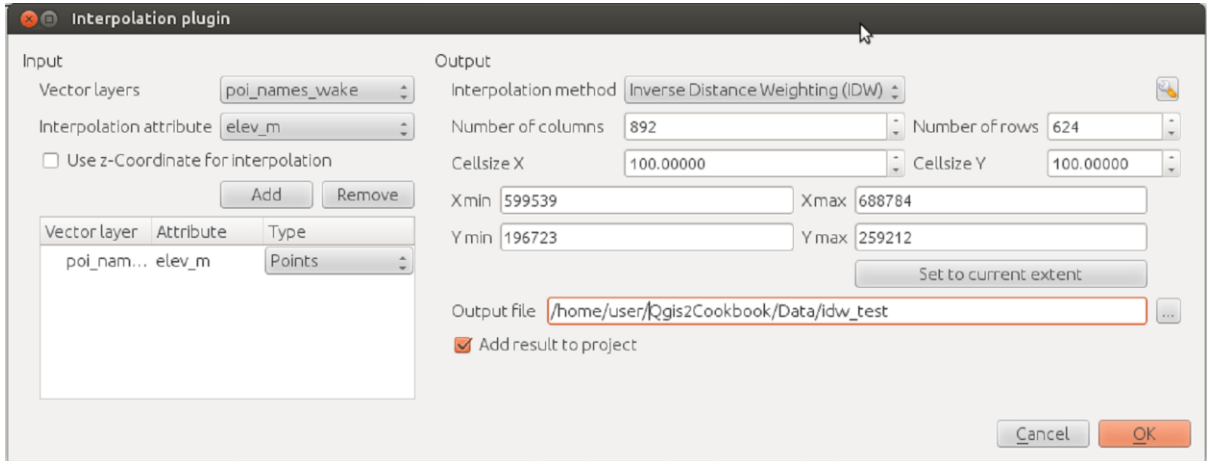 Interpolation plugin
Input
Vector layers poi_names_wake
Interpolation attribute elev_m
Use z-Coordinate for interpolation
Add Remove
Vector layer Attribute Type
poi_nam... elev_m Points
Output
Interpolation method Inverse Distance Weighting (IDW)
Number of columns 892 Number of rows 624
Cellsize X 100.00000 Cellsize Y 100.00000
X min 599539 X max 688784
Y min 196723 Y max 259212
Set to current extent
Output file /home/user/Qgis2Cookbook/Data/idw_test ...
Add result to project
Cancel OK